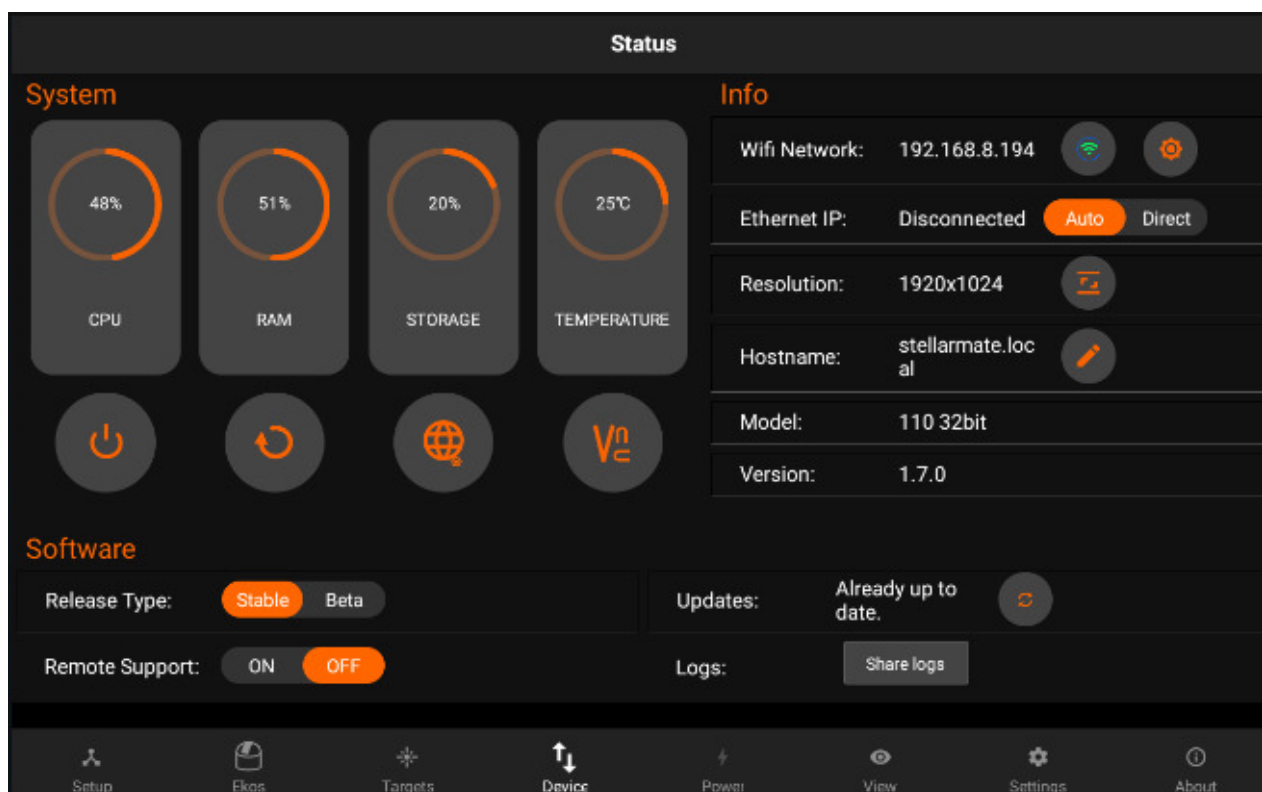 Status
System
48%
CPU
51%
RAM
20%
STORAGE
25℃
TEMPERATURE
Vnc
Info
Wifi Network: 192.168.8.194
Ethernet IP: Disconnected Auto Direct
Resolution: 1920x1024
Hostname: stellarmate.loc
al
Model: 110 32bit
Version: 1.7.0
Software
Release Type: Stable Beta
Updates: Already up to
date.
Remote Support: ON OFF
Logs: Share logs
Setup Ekos Targets Device Power View Settings About